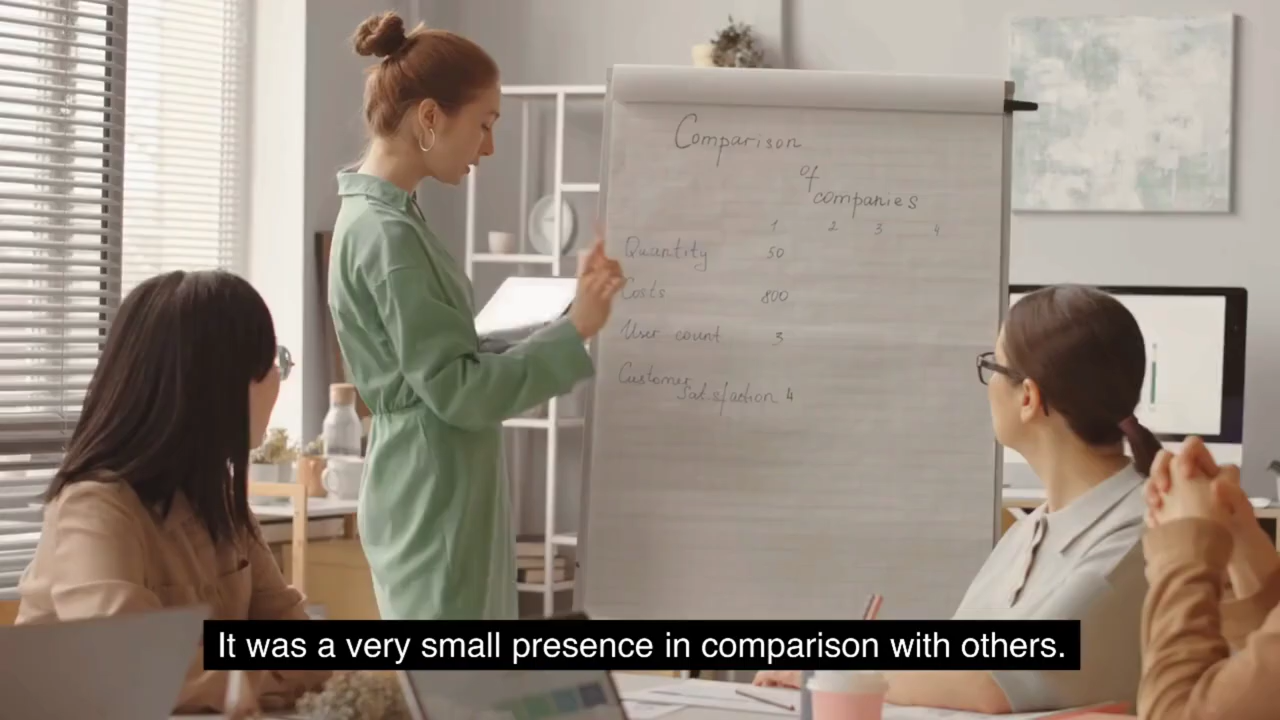 Comparison
of
companies
1 2 3 4
Quantity 50
Costs 800
User count 3
Customer
satisfaction 4
It was a very small presence in comparison with others.